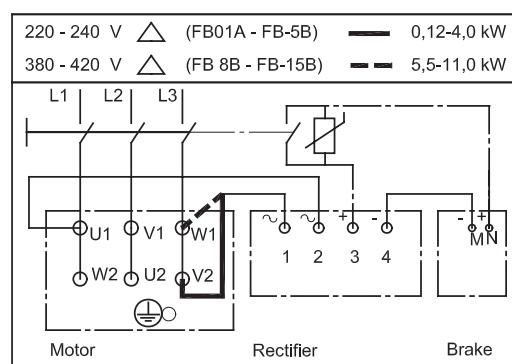 220 - 240 V △ (FB01A - FB-5B) 0,12-4,0 kW
380 - 420 V △ (FB 8B - FB-15B) 5,5-11,0 kW
L1 L2 L3
U1 V1 W1 ~ ~ + - - +
1 2 3 4 M N
W2 U2 V2
Motor Rectifier Brake